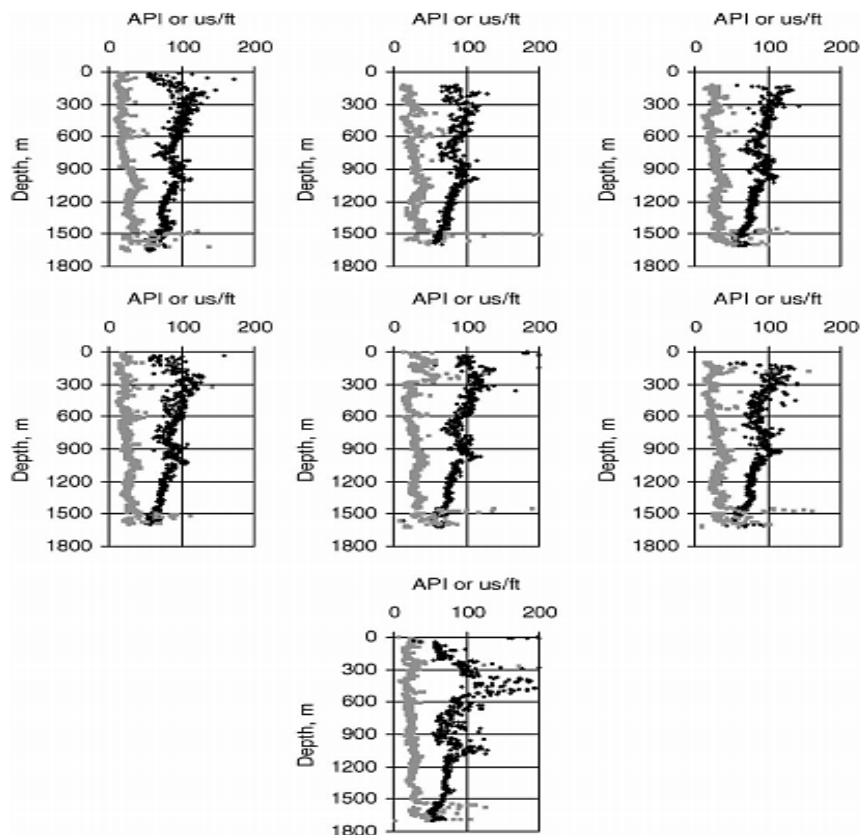 API or us/ft API or us/ft API or us/ft
0 100 200 0 100 200 0 100 200
0 0 0
300 300 300
600 600 600
900 900 900
1200 1200 1200
1500 1500 1500
1800 1800 1800
Depth, m Depth, m Depth, m
API or us/ft API or us/ft API or us/ft
0 100 200 0 100 200 0 100 200
0 0 0
300 300 300
600 600 600
900 900 900
1200 1200 1200
1500 1500 1500
1800 1800 1800
Depth, m Depth, m Depth, m
API or us/ft
0 100 200
0
300
600
900
1200
1500
1800
Depth, m